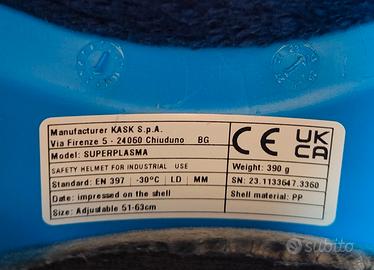 Manufacturer KASK S.p.A.
Via Firenze 5 - 24060 Chiuduno BG
Model: SUPERPLASMA
SAFETY HELMET FOR INDUSTRIAL USE
Standard: EN 397 -30°C LD MM
Date: impressed on the shell
Size: Adjustable 51-63cm
CE UK
CA
Weight: 390 g
SN: 23.1133647.3360
Shell material: PP
subito